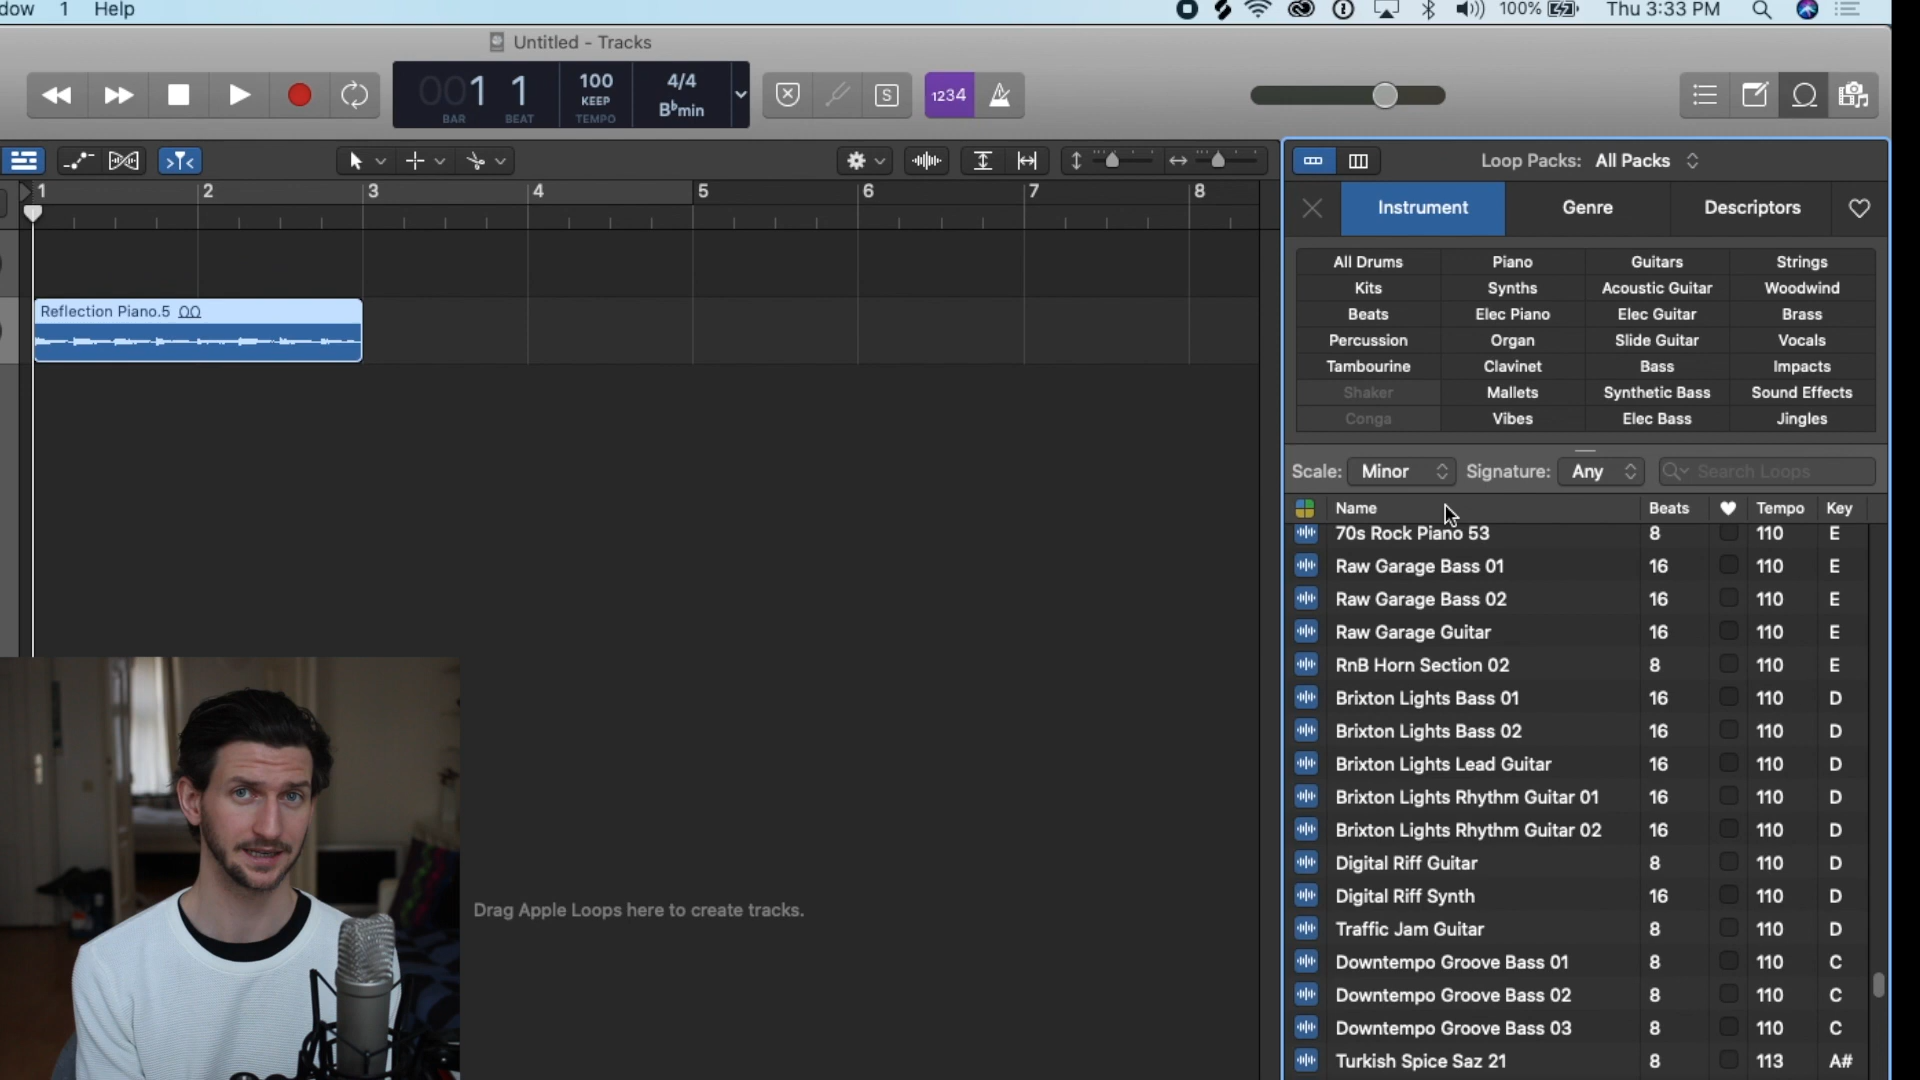 dow 1 Help 100% Thu 3:33 PM
Untitled - Tracks
001 1 100 4/4
KEEP
BAR BEAT TEMPO B♭min
S 1234
Loop Packs: All Packs
1 2 3 4 5 6 7 8
Instrument Genre Descriptors
All Drums Piano Guitars Strings
Kits Synths Acoustic Guitar Woodwind
Beats Elec Piano Elec Guitar Brass
Percussion Organ Slide Guitar Vocals
Tambourine Clavinet Bass Impacts
Shaker Mallets Synthetic Bass Sound Effects
Conga Vibes Elec Bass Jingles
Reflection Piano.5
Scale: Minor Signature: Any Search Loops
Name Beats Tempo Key
70s Rock Piano 53 8 110 E
Raw Garage Bass 01 16 110 E
Raw Garage Bass 02 16 110 E
Raw Garage Guitar 16 110 E
RnB Horn Section 02 8 110 E
Brixton Lights Bass 01 16 110 D
Brixton Lights Bass 02 16 110 D
Brixton Lights Lead Guitar 16 110 D
Brixton Lights Rhythm Guitar 01 16 110 D
Brixton Lights Rhythm Guitar 02 16 110 D
Digital Riff Guitar 8 110 D
Digital Riff Synth 16 110 D
Traffic Jam Guitar 8 110 D
Downtempo Groove Bass 01 8 110 C
Downtempo Groove Bass 02 8 110 C
Downtempo Groove Bass 03 8 110 C
Turkish Spice Saz 21 8 113 A#
Drag Apple Loops here to create tracks.